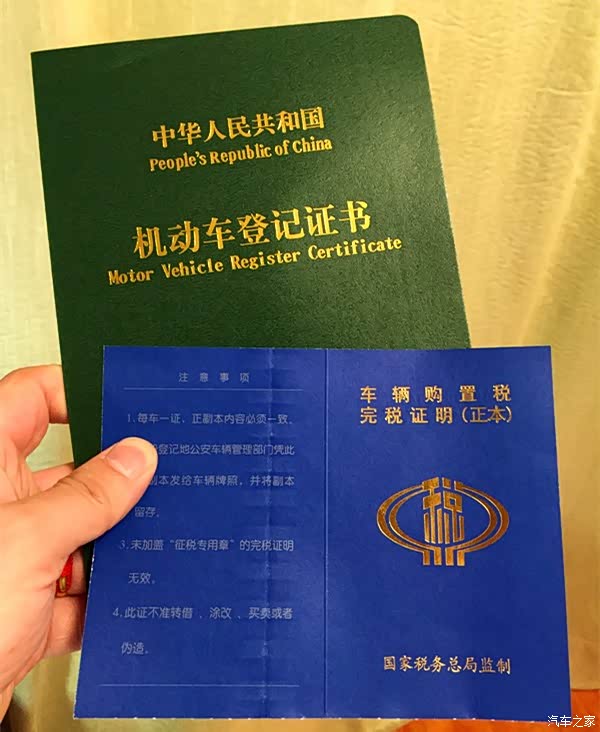 中华人民共和国
People's Republic of China
机动车登记证书
Motor Vehicle Register Certificate
注意事项
1.每车一证，正副本内容必须一致。
登记地公安车辆管理部门凭此
副本发给车辆牌照，并将副本
留存。
3.未加盖“征税专用章”的完税证明
无效。
4.此证不准转借、涂改、买卖或者
伪造。
车辆购置税
完税证明(正本)
税
国家税务总局监制
汽车之家